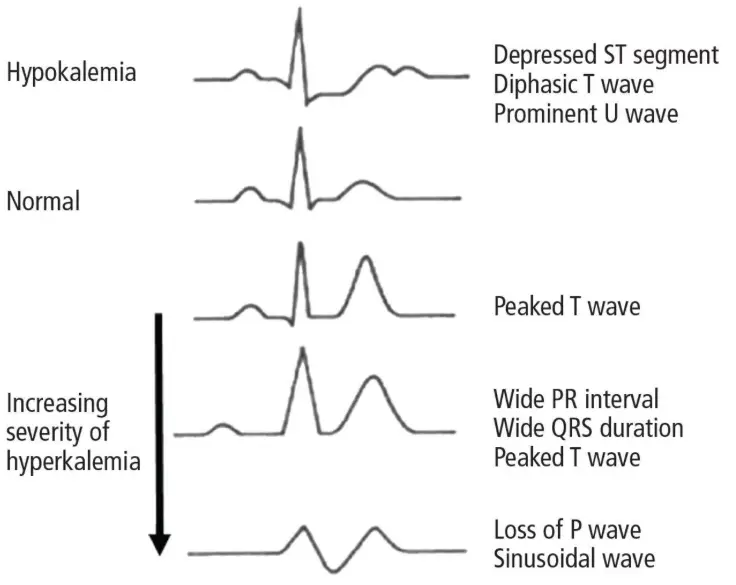 Hypokalemia
Depressed ST segment
Diphasic T wave
Prominent U wave
Normal
Peaked T wave
Increasing
severity of
hyperkalemia
Wide PR interval
Wide QRS duration
Peaked T wave
Loss of P wave
Sinusoidal wave